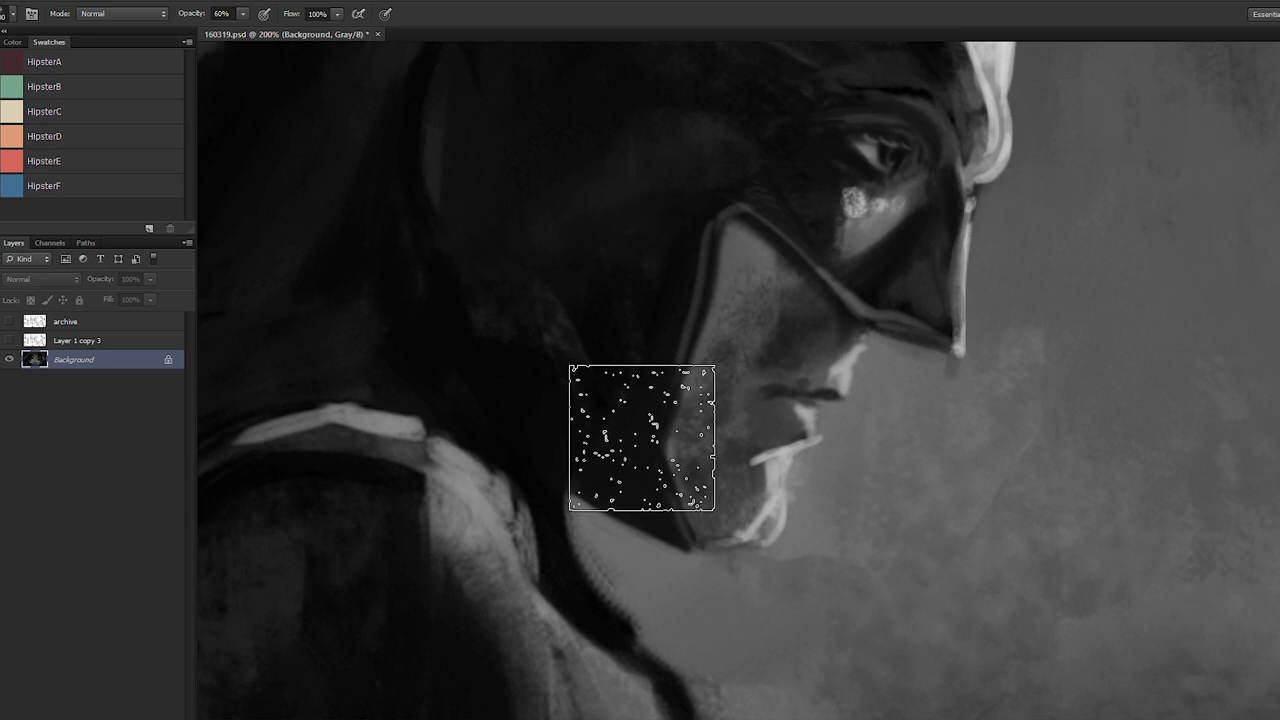 Mode: Normal Opacity: 60% Flow: 100% Essentia
160319.psd @ 200% (Background, Gray/8) * ×
Color Swatches
HipsterA
HipsterB
HipsterC
HipsterD
HipsterE
HipsterF
Layers Channels Paths
Kind
Normal Opacity: 100%
Lock: Fill: 100%
archive
Layer 1 copy 3
Background